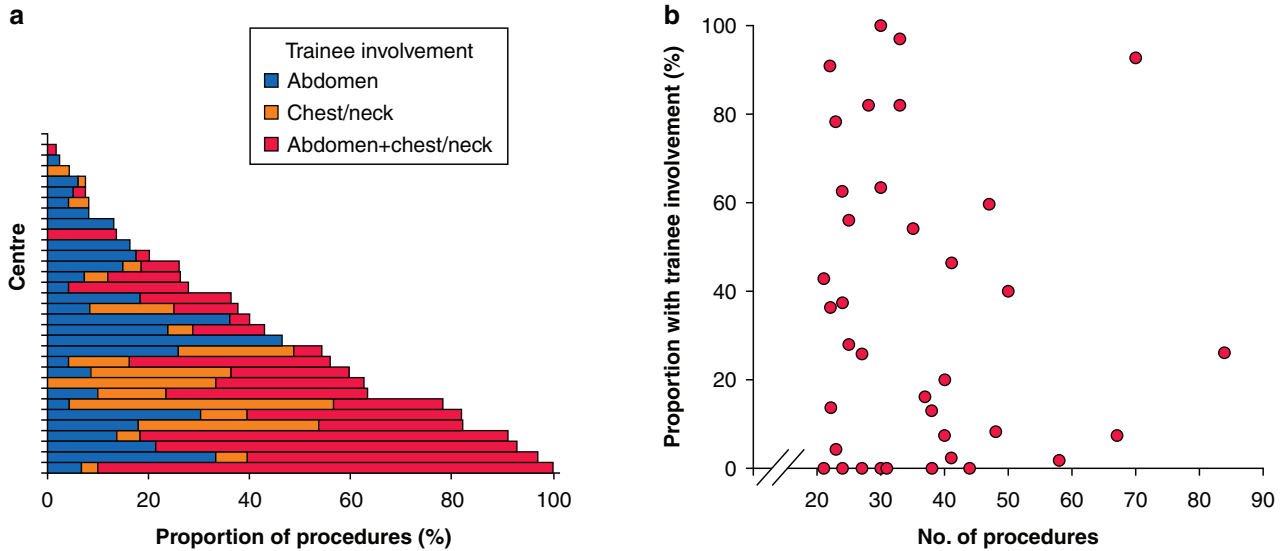 a
Trainee involvement
Abdomen
Chest/neck
Abdomen+chest/neck
Centre
0 20 40 60 80 100
Proportion of procedures (%)
b
Proportion with trainee involvement (%)
100
80
60
40
20
0
20 30 40 50 60 70 80 90
No. of procedures